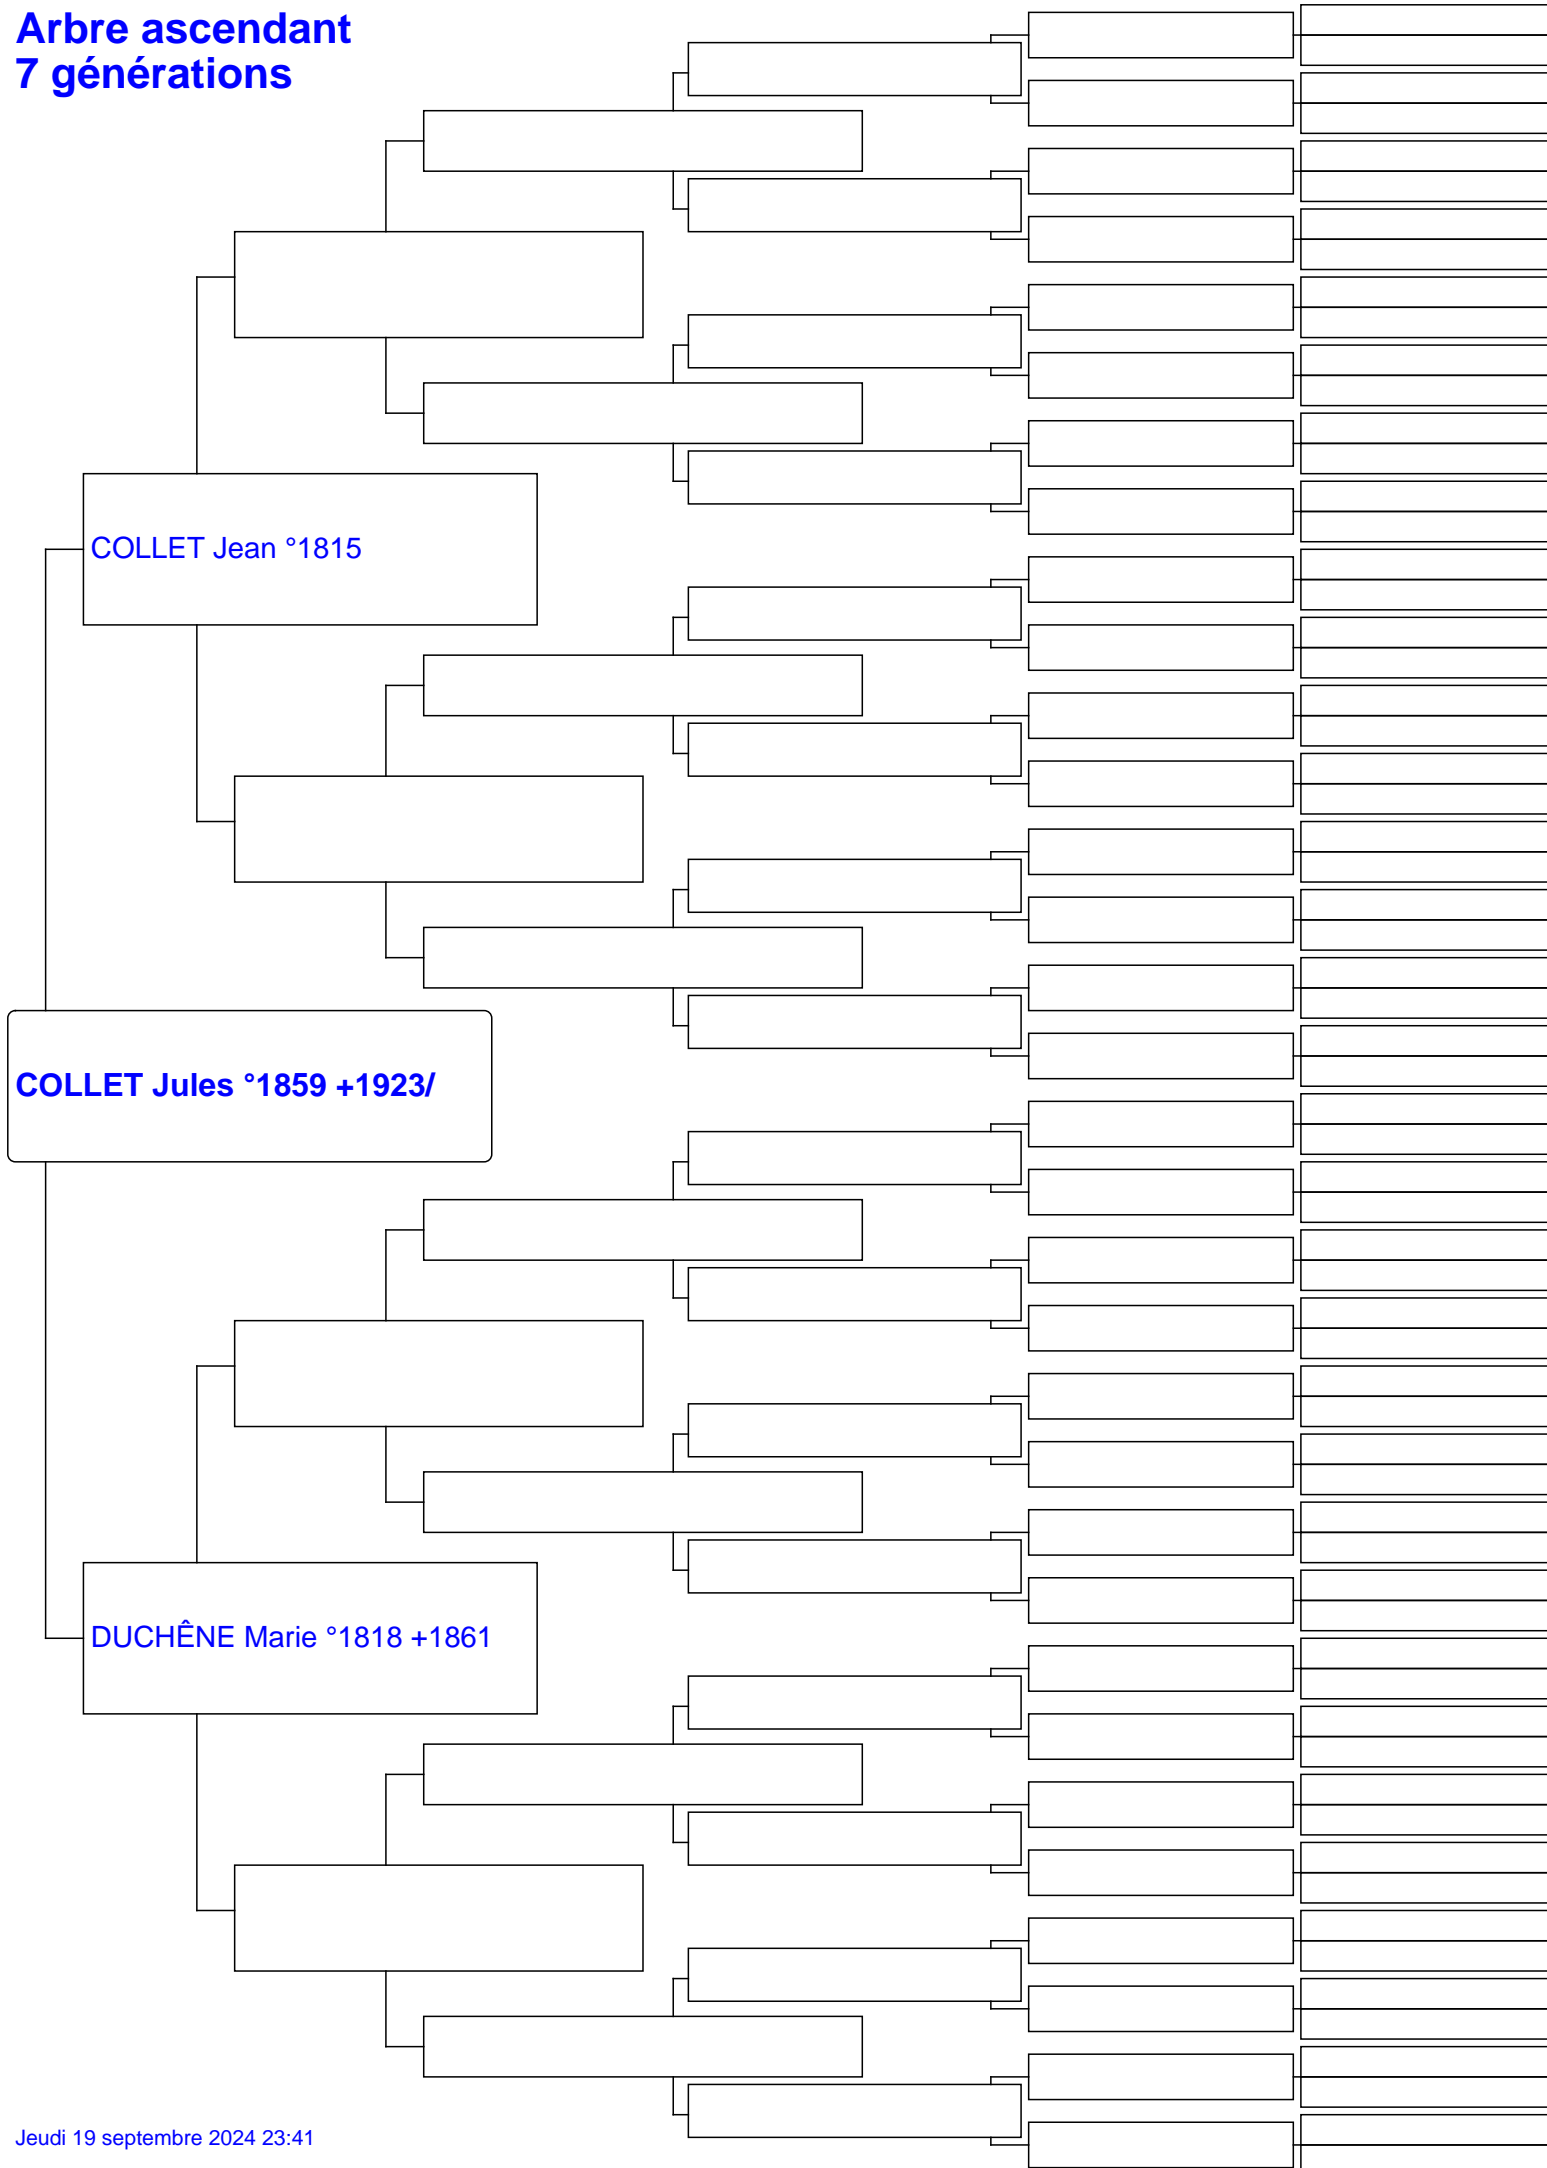 Arbre ascendant
7 générations
COLLET Jean °1815
COLLET Jules °1859 +1923/
DUCHÊNE Marie °1818 +1861
Jeudi 19 septembre 2024 23:41